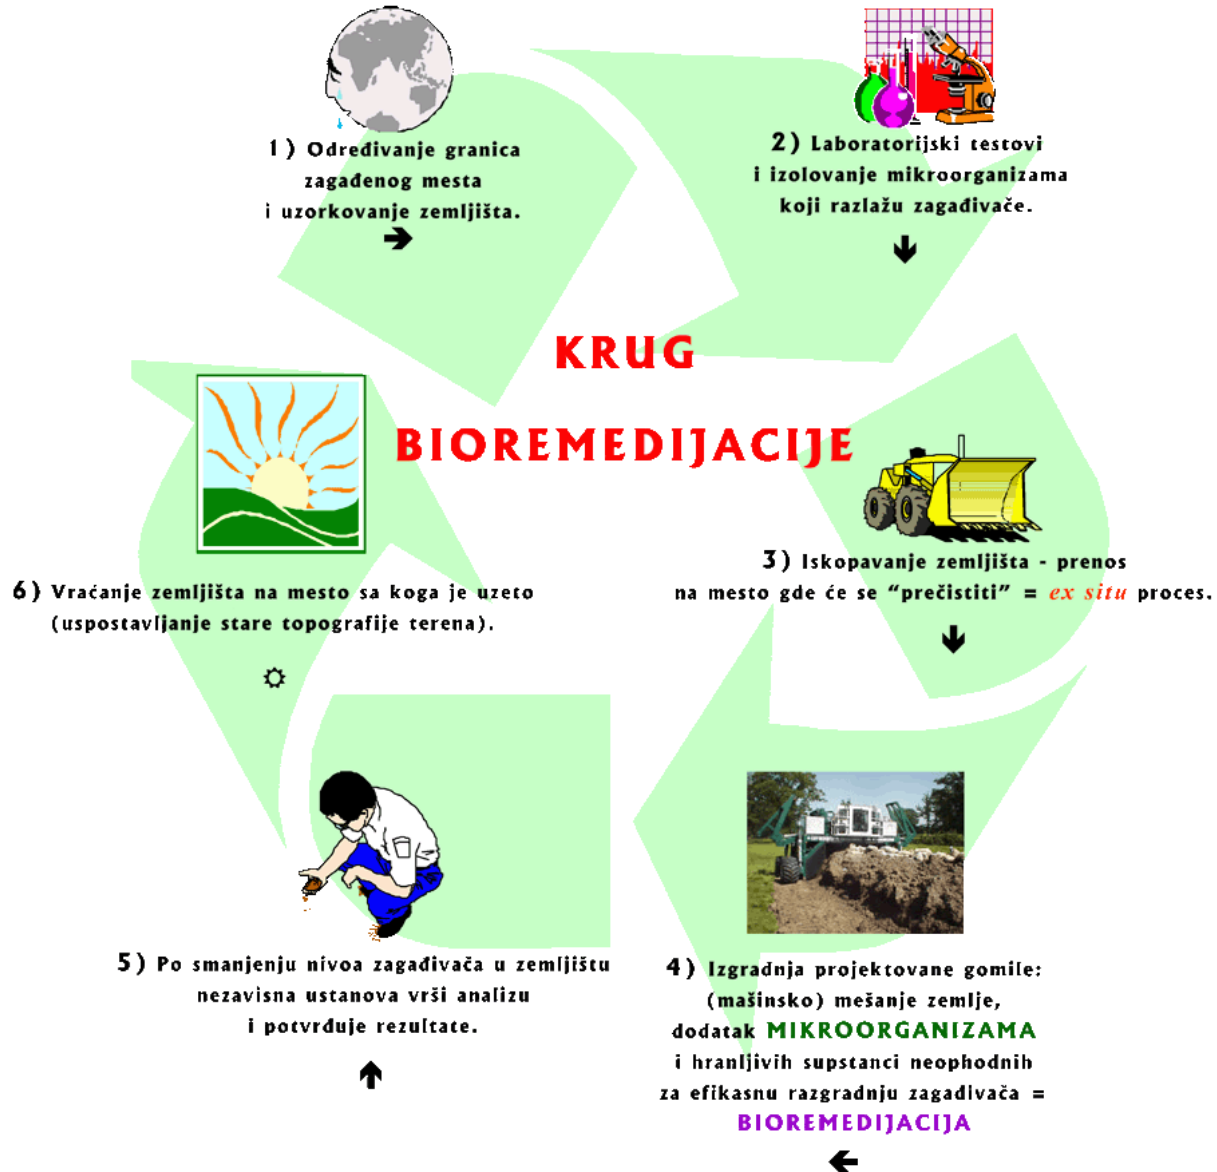 1) Određivanje granica
zagađenog mesta
i uzorkovanje zemljišta.
2) Laboratorijski testovi
i izolovanje mikroorganizama
koji razlažu zagađivače.
KRUG
BIOREMEDIJACIJE
3) Iskopavanje zemljišta - prenos
na mesto gde će se “prečistiti” = ex situ proces.
4) Izgradnja projektovane gomile:
(mašinsko) mešanje zemlje,
dodatak MIKROORGANIZAMA
i hranljivih supstanci neophodnih
za efikasnu razgradnju zagađivača =
BIOREMEDIJACIJA
5) Po smanjenju nivoa zagađivača u zemljištu
nezavisna ustanova vrši analizu
i potvrđuje rezultate.
6) Vraćanje zemljišta na mesto sa koga je uzeto
(uspostavljanje stare topografije terena).